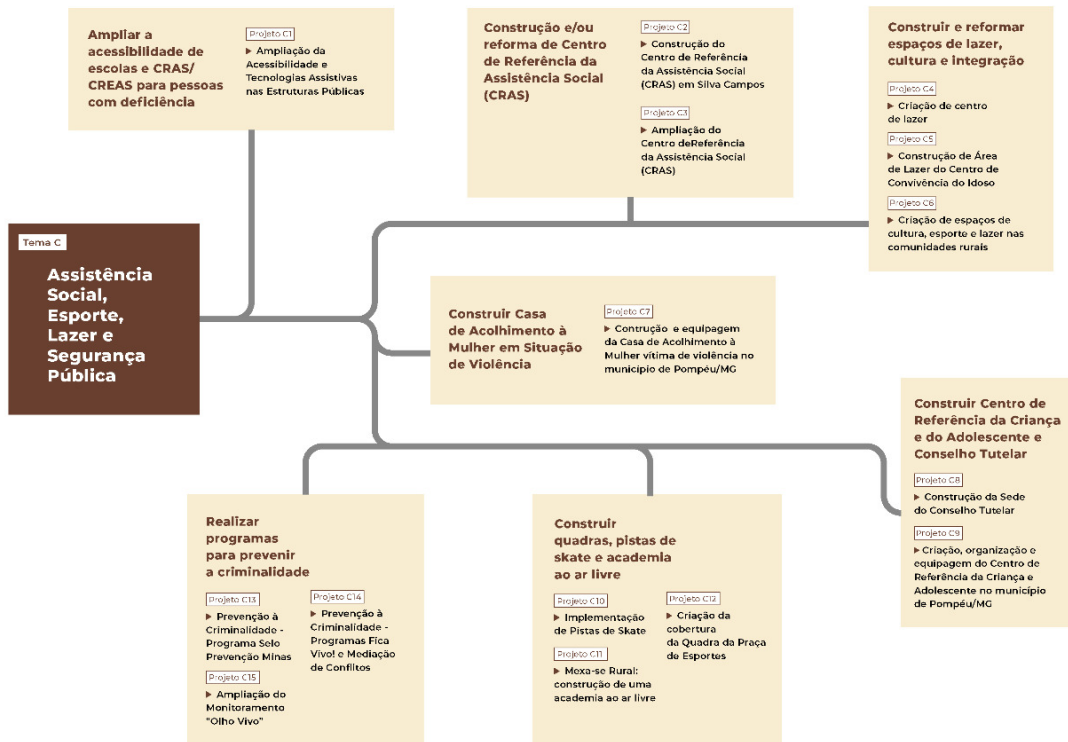 Ampliar a
acessibilidade de
escolas e CRAS/
CREAS para pessoas
com deficiência
Projeto C1
▶ Ampliação da
Acessibilidade e
Tecnologias Assistivas
nas Estruturas Públicas
Construção e/ou
reforma de Centro
de Referência da
Assistência Social
(CRAS)
Projeto C2
▶ Construção do
Centro de Referência
da Assistência Social
(CRAS) em Silva Campos
Projeto C3
▶ Ampliação do
Centro deReferência
da Assistência Social
(CRAS)
Construir e reformar
espaços de lazer,
cultura e integração
Projeto C4
▶ Criação de centro
de lazer
Projeto C5
▶ Construção de Área
de Lazer do Centro de
Convivência do Idoso
Projeto C6
▶ Criação de espaços de
cultura, esporte e lazer nas
comunidades rurais
Tema C
Assistência
Social,
Esporte,
Lazer e
Segurança
Pública
Construir Casa
de Acolhimento à
Mulher em Situação
de Violência
Projeto C7
▶ Contrução e equipagem
da Casa de Acolhimento à
Mulher vítima de violência no
município de Pompéu/MG
Construir Centro de
Referência da Criança
e do Adolescente e
Conselho Tutelar
Projeto C8
▶ Construção da Sede
do Conselho Tutelar
Projeto C9
▶ Criação, organização e
equipagem do Centro de
Referência da Criança e
Adolescente no município
de Pompéu/MG
Realizar
programas
para prevenir
a criminalidade
Projeto C13
▶ Prevenção à
Criminalidade -
Programa Selo
Prevenção Minas
Projeto C14
▶ Prevenção à
Criminalidade -
Programas Fica
Vivo! e Mediação
de Conflitos
Projeto C15
▶ Ampliação do
Monitoramento
"Olho Vivo"
Construir
quadras, pistas de
skate e academia
ao ar livre
Projeto C10
▶ Implementação
de Pistas de Skate
Projeto C11
▶ Mexa-se Rural:
construção de uma
academia ao ar livre
Projeto C12
▶ Criação da
cobertura
da Quadra da Praça
de Esportes